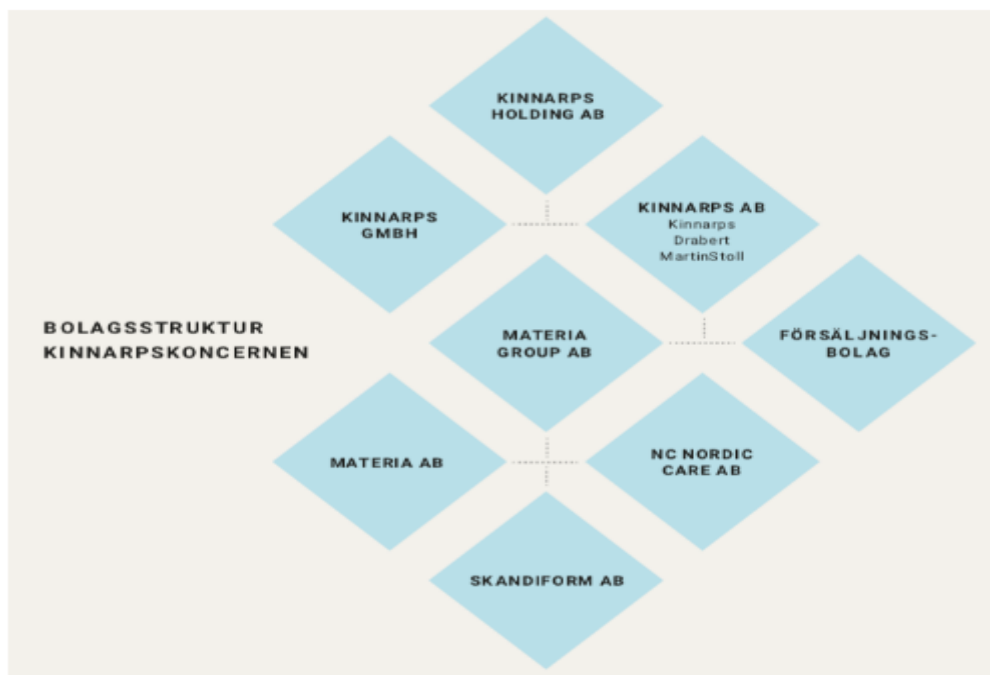 KINNARPS
HOLDING AB
KINNARPS
GMBH
KINNARPS AB
Kinnarps
Drabert
MartinStoll
BOLAGSSTRUKTUR
KINNARPSKONCERNEN
MATERIA
GROUP AB
FÖRSÄLJNINGS-
BOLAG
MATERIA AB
NC NORDIC
CARE AB
SKANDIFORM AB